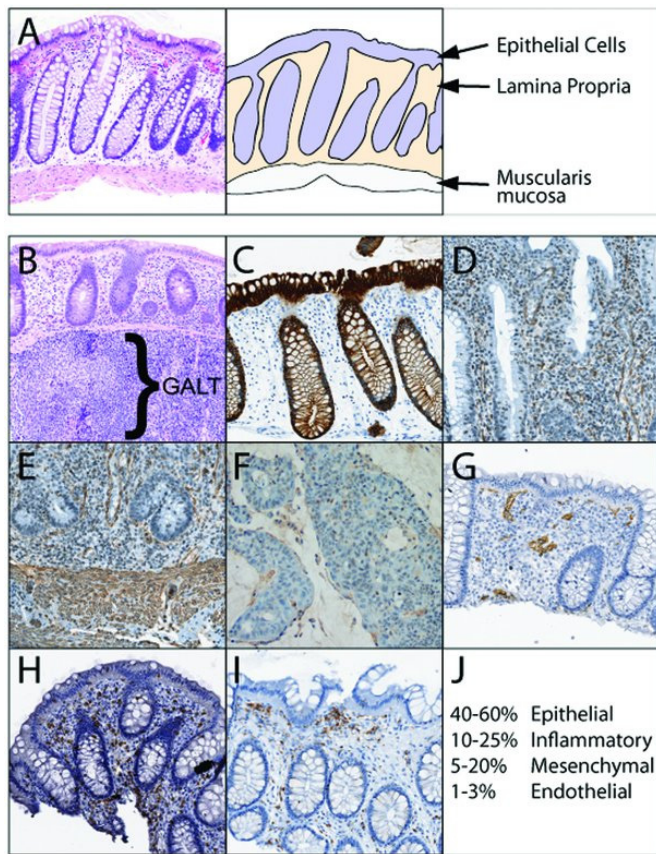 A
Epithelial Cells
Lamina Propria
Muscularis
mucosa
B
GALT
C
D
E
F
G
H
I
J
40-60% Epithelial
10-25% Inflammatory
5-20% Mesenchymal
1-3% Endothelial